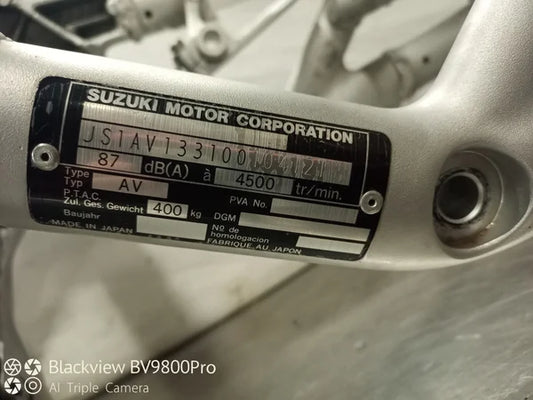 SUZUKI MOTOR CORPORATION
JS1AV133100104121
87 dB(A) à 4500 tr/min.
Type
Typ AV PVA No.
P.T.A.C.
Zul. Ges. Gewicht 400 kg DGM
Baujahr Nº de
homologacion
MADE IN JAPAN FABRIQUE AU JAPON
Blackview BV9800Pro
AI Triple Camera